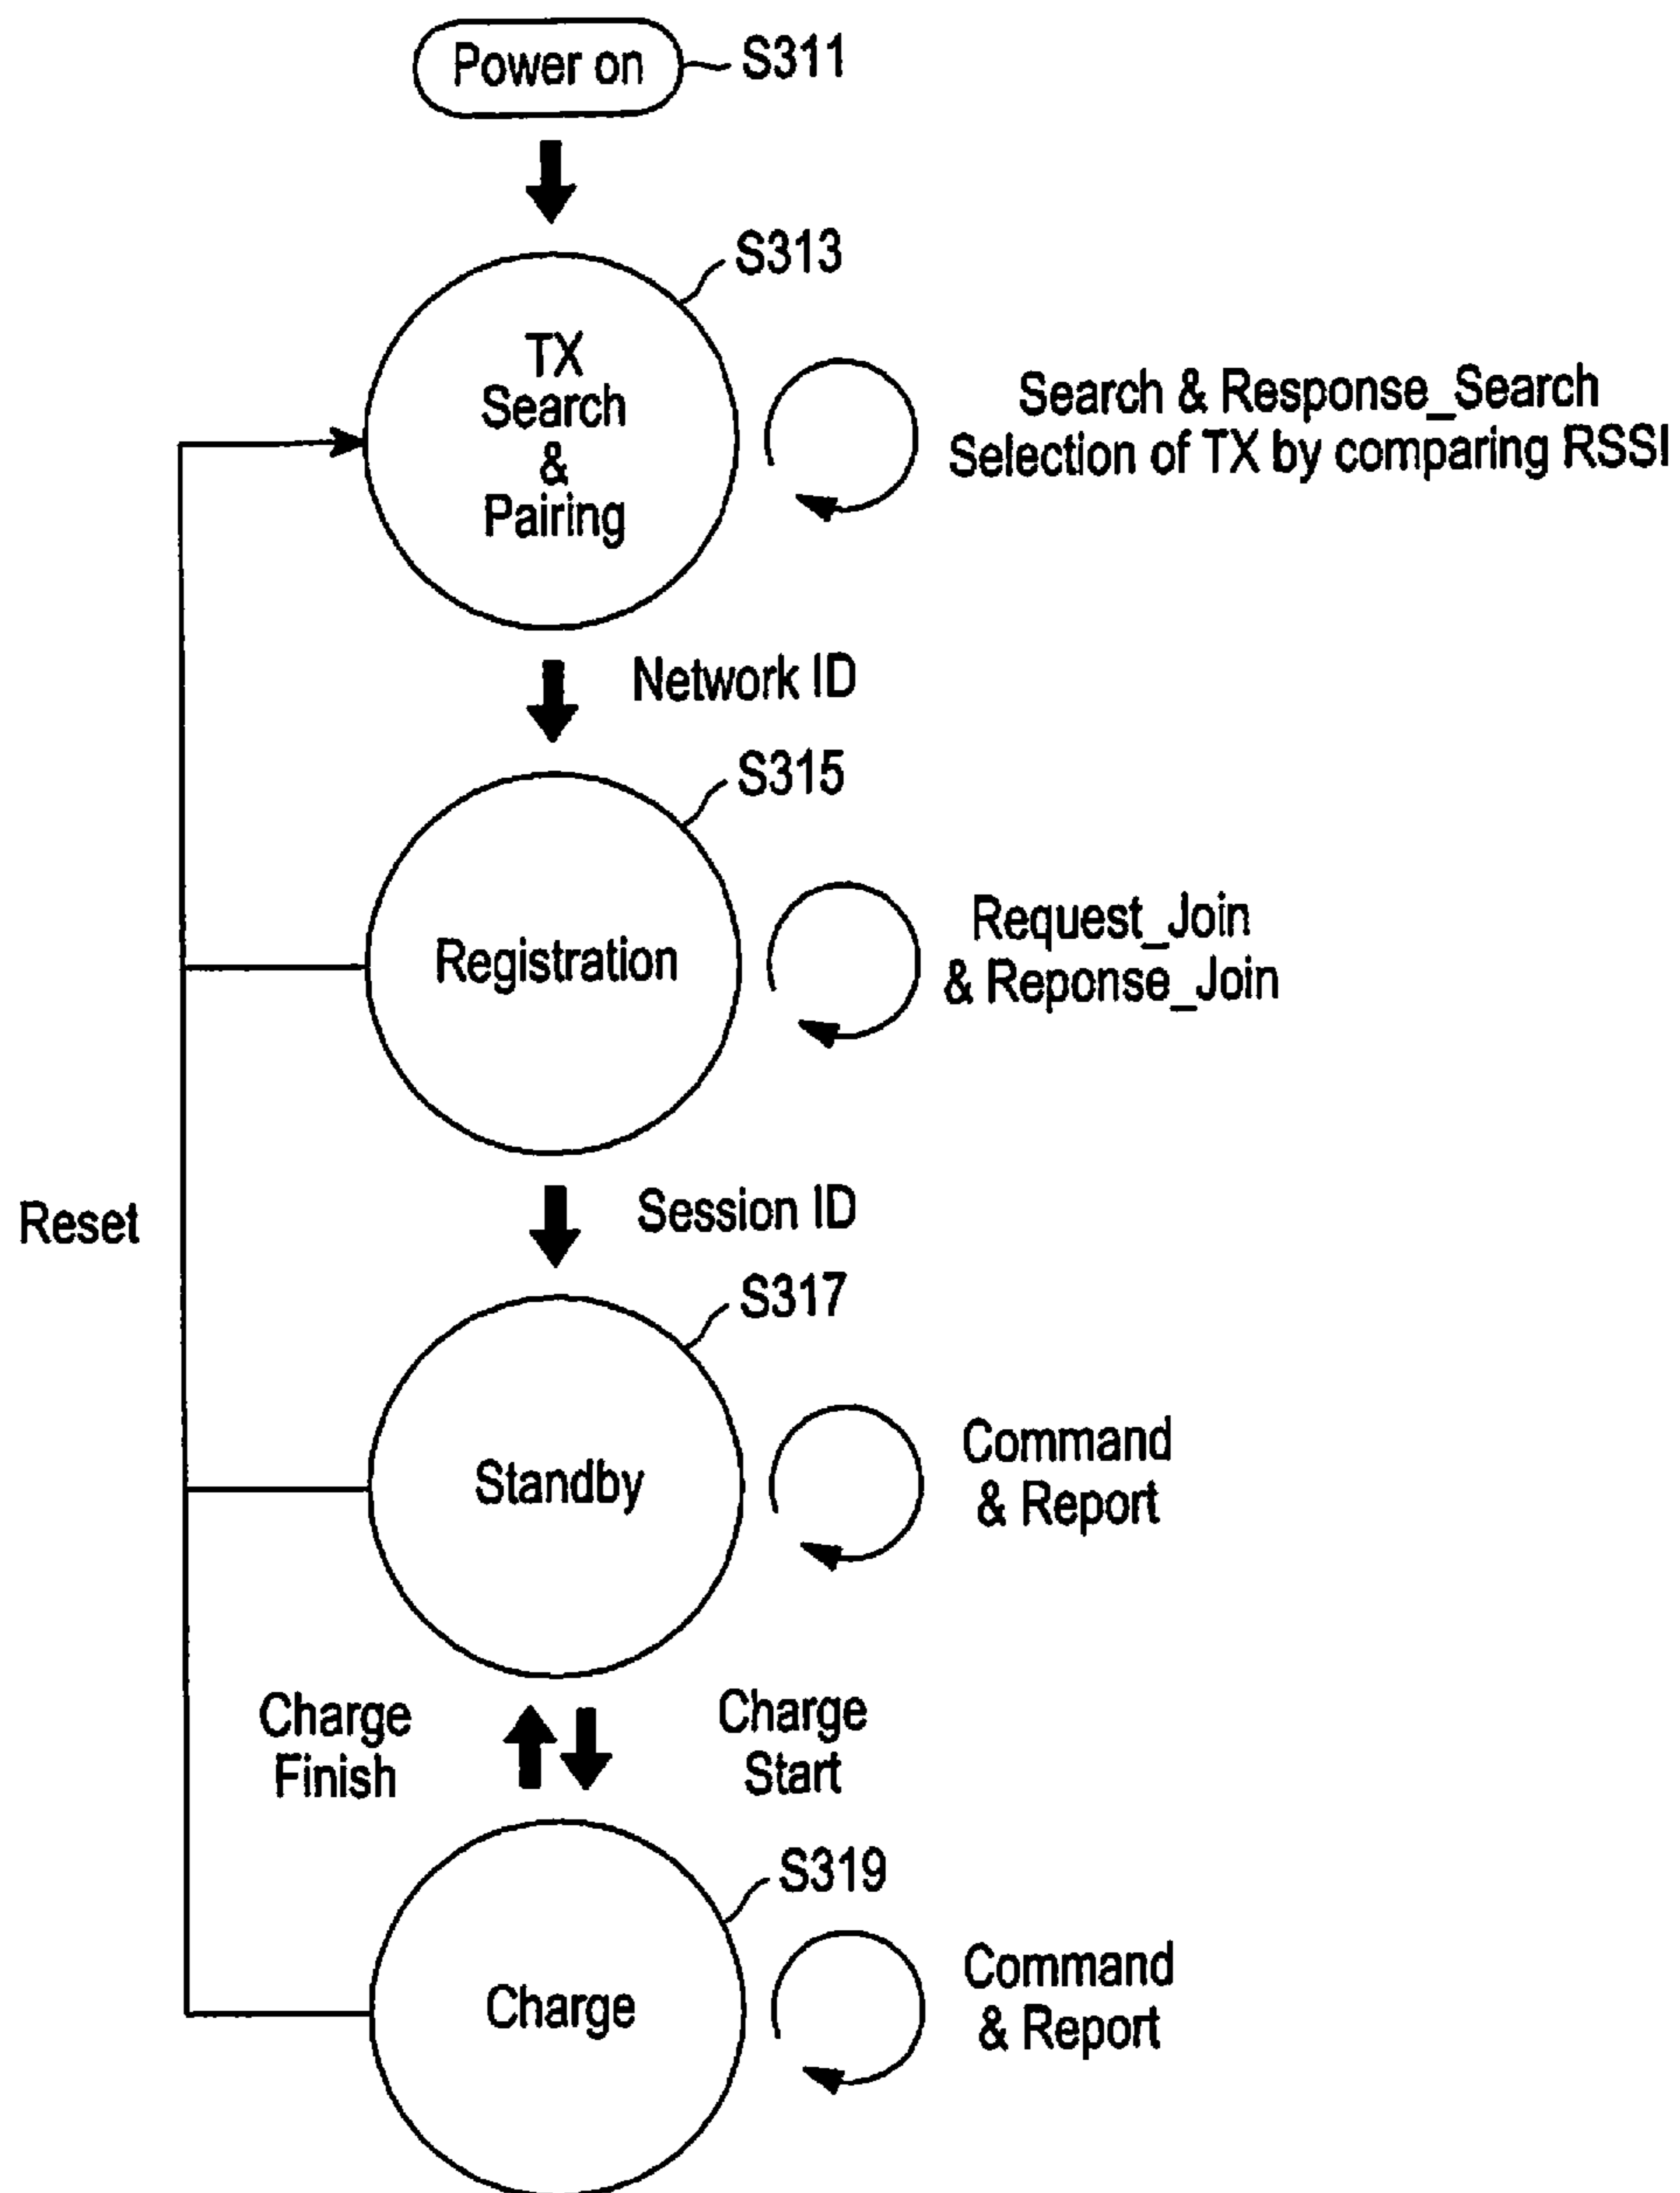 Power on
S311
S313
TX
Search
&
Pairing
Search & Response_Search
Selection of TX by comparing RSSI
Network ID
S315
Registration
Request_Join
& Reponse_Join
Reset
Session ID
S317
Standby
Command
& Report
Charge
Finish
Charge
Start
S319
Charge
Command
& Report